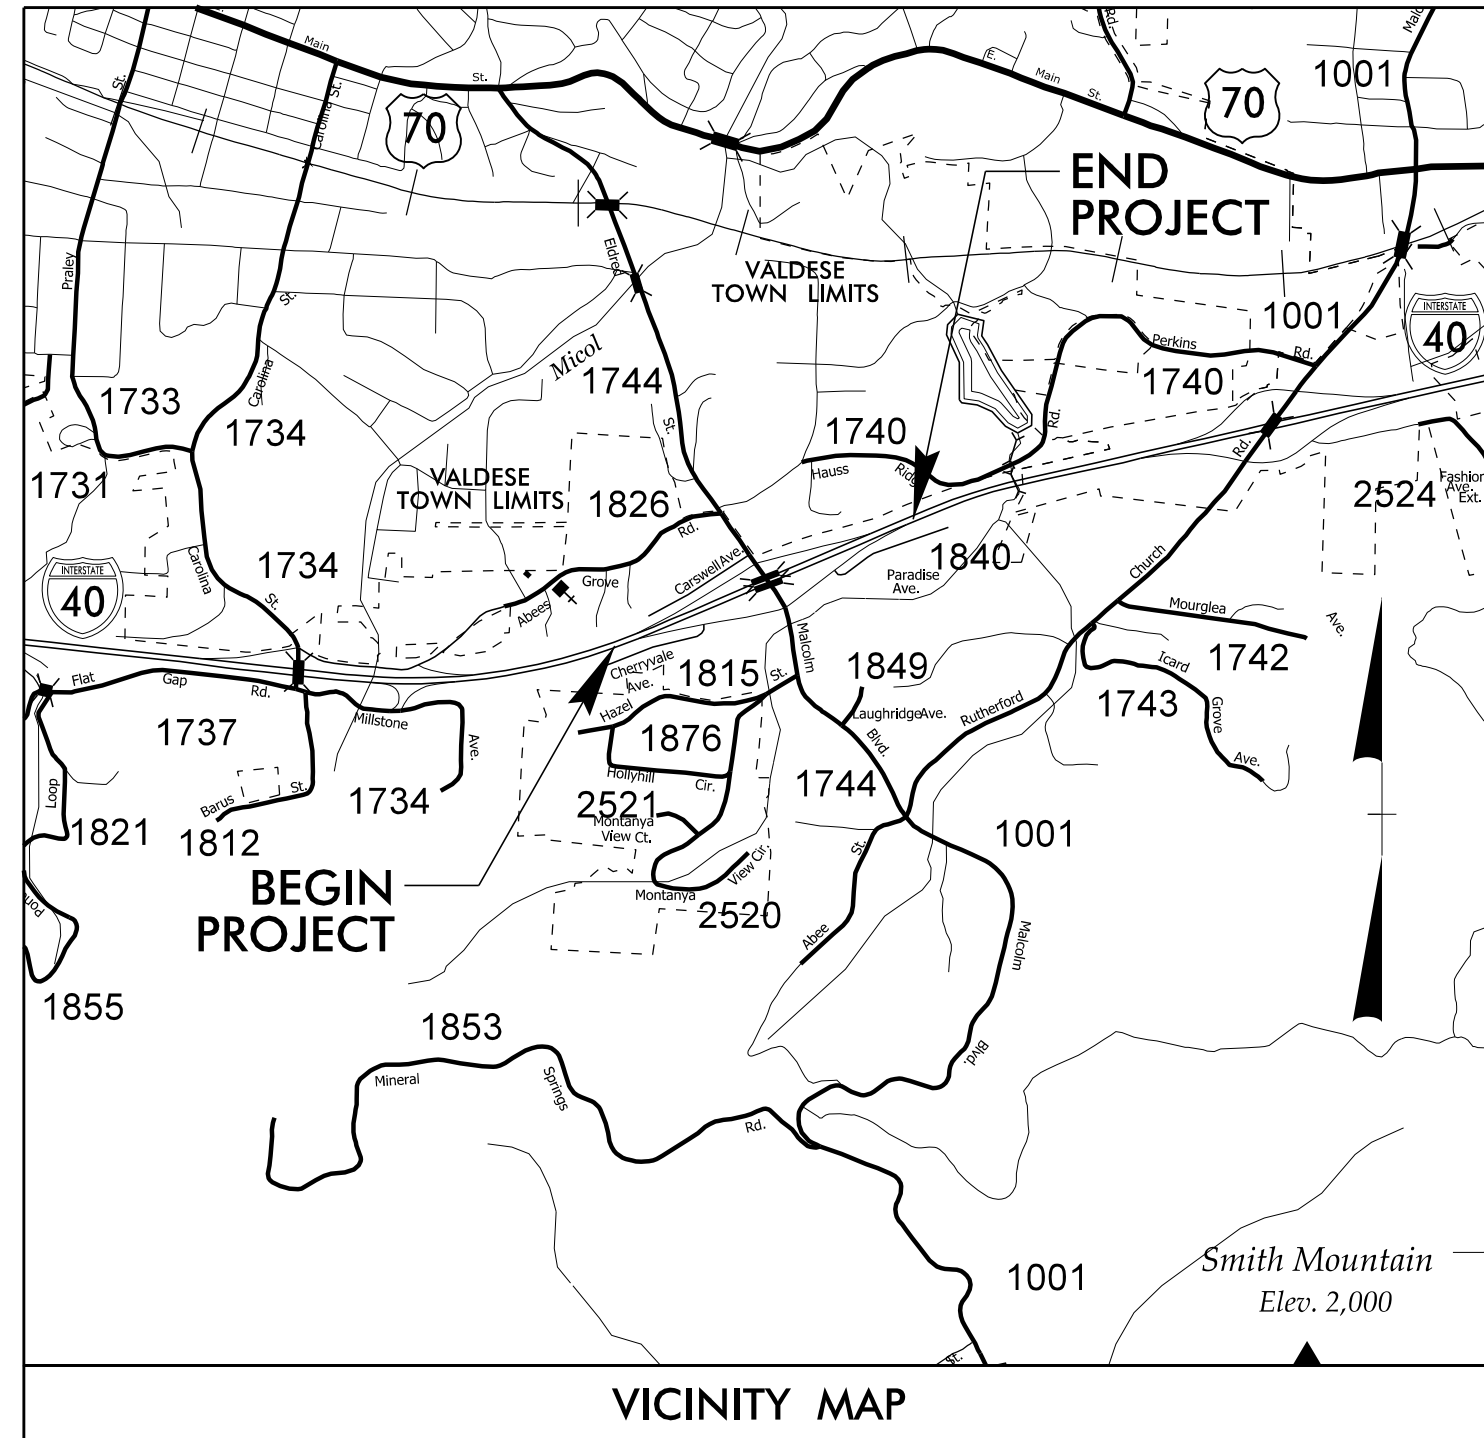 Main
St.
E.
Main
St.
Rd.
St.
Carolina St.
70
70
1001
END
PROJECT
Praley
St.
Eldred
VALDESE
TOWN LIMITS
1001
INTERSTATE
40
Micol
1744
St.
Perkins
Rd.
1740
1733
1734
Carolina
1740
Hauss
Rd.
Rd.
1731
VALDESE
TOWN LIMITS
1826
Rd.
2524
Fashion
Ave.
Ext.
INTERSTATE
40
1734
Carolina
St.
Grove
Abees
Carswell Ave.
1840
Paradise
Ave.
Church
Mourglea
Ave.
1742
Flat
Gap
Rd.
Cherryvale
Ave.
1815
St.
Malcolm
1849
Icard
1743
Grove
Ave.
1737
Millstone
Ave.
Hazel
1876
Laughridge Ave.
Blvd.
Rutherford
Loop
Barus
St.
1734
Hollyhill
Cir.
1744
1821
1812
2521
Montanya
View Ct.
St.
1001
BEGIN
PROJECT
Montanya
View Cir.
2520
Abee
Malcolm
1855
1853
Blvd.
Mineral
Springs
Rd.
1001
Smith Mountain
Elev. 2,000
St.
VICINITY MAP